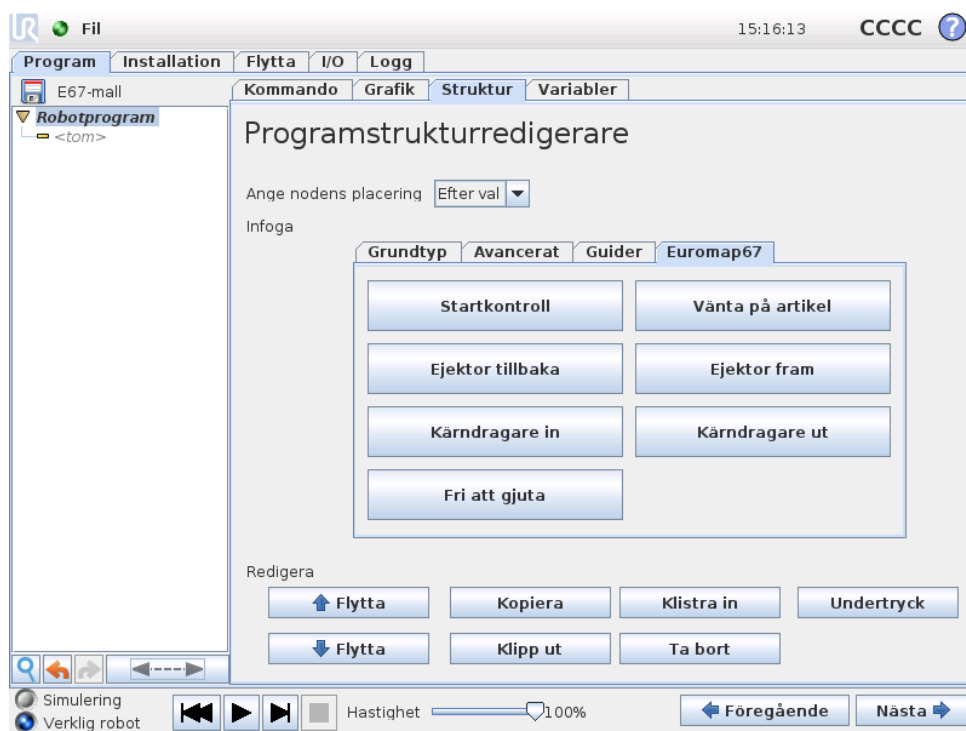 UR Fil 15:16:13 CCCC ?
Program Installation Flytta I/O Logg
E67-mall
Kommando Grafik Struktur Variabler
Robotprogram
<tom>
Programstrukturredigerare
Ange nodens placering Efter val
Infoga
Grundtyp Avancerat Guider Euromap67
Startkontroll Vänta på artikel
Ejektor tillbaka Ejektor fram
Kärndragare in Kärndragare ut
Fri att gjuta
Redigera
Flytta Kopiera Klistra in Undertryck
Flytta Klipp ut Ta bort
Simulering
Verklig robot
Hastighet 100% Föregående Nästa